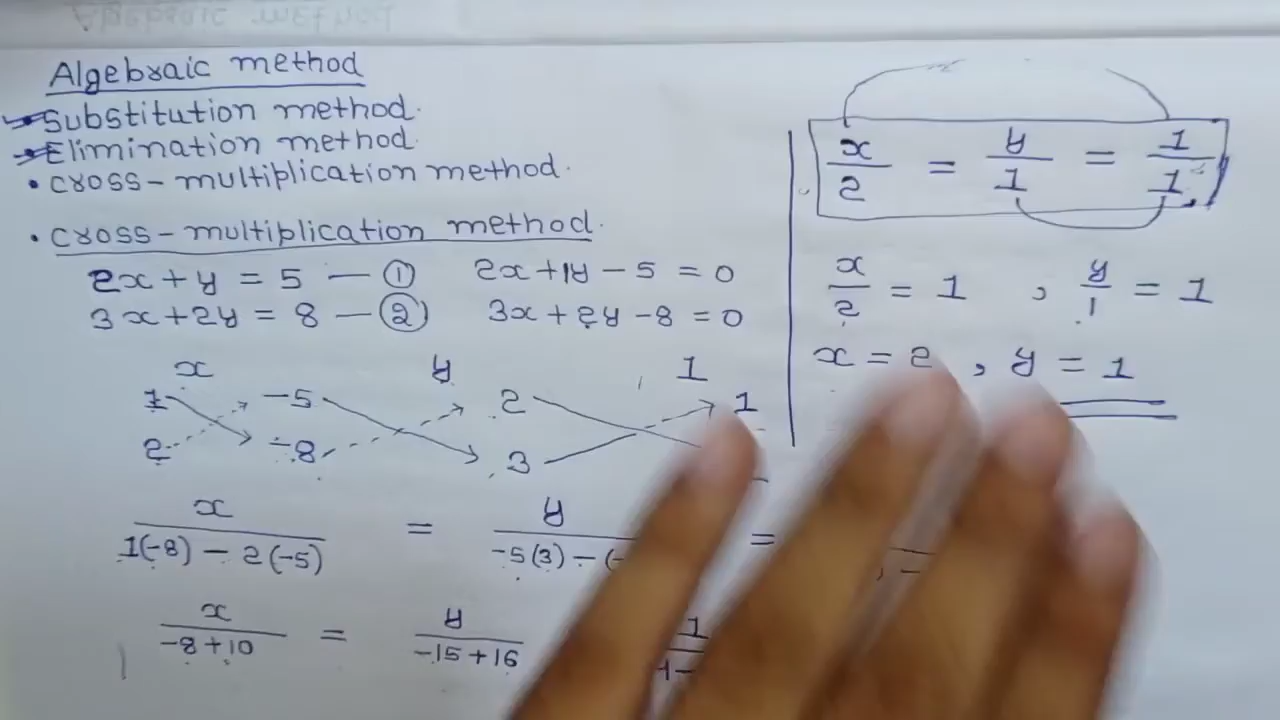 Algebraic method
Substitution method.
Elimination method.
• cross-multiplication method.
• cross-multiplication method.
2x+y = 5 — ① 2x+1y-5 = 0
3x+2y = 8 — ② 3x+2y-8 = 0
x y 1
1 -5 2 1
2 -8 3
x/1(-8) - 2(-5) = y/-5(3) - (- =
x/-8+10 = y/-15+16 1/4-
x/2 = y/1 = 1/1
x/2 = 1 , y/1 = 1
x = 2 , y = 1